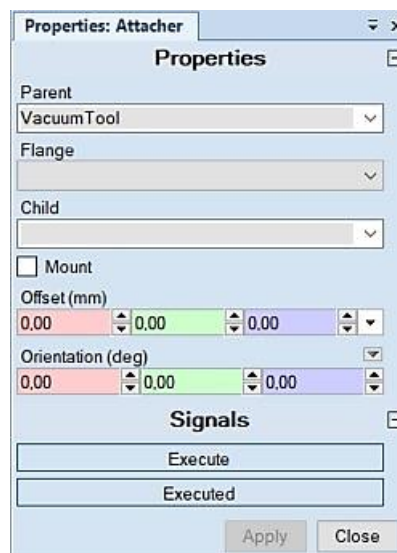 Properties: Attacher
Properties
Parent
VacuumTool
Flange
Child
Mount
Offset (mm)
0,00 0,00 0,00
Orientation (deg)
0,00 0,00 0,00
Signals
Execute
Executed
Apply Close